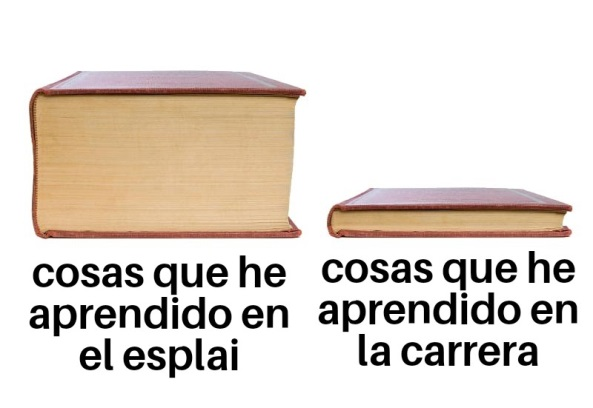 cosas que he
aprendido en
el esplai
cosas que he
aprendido en
la carrera